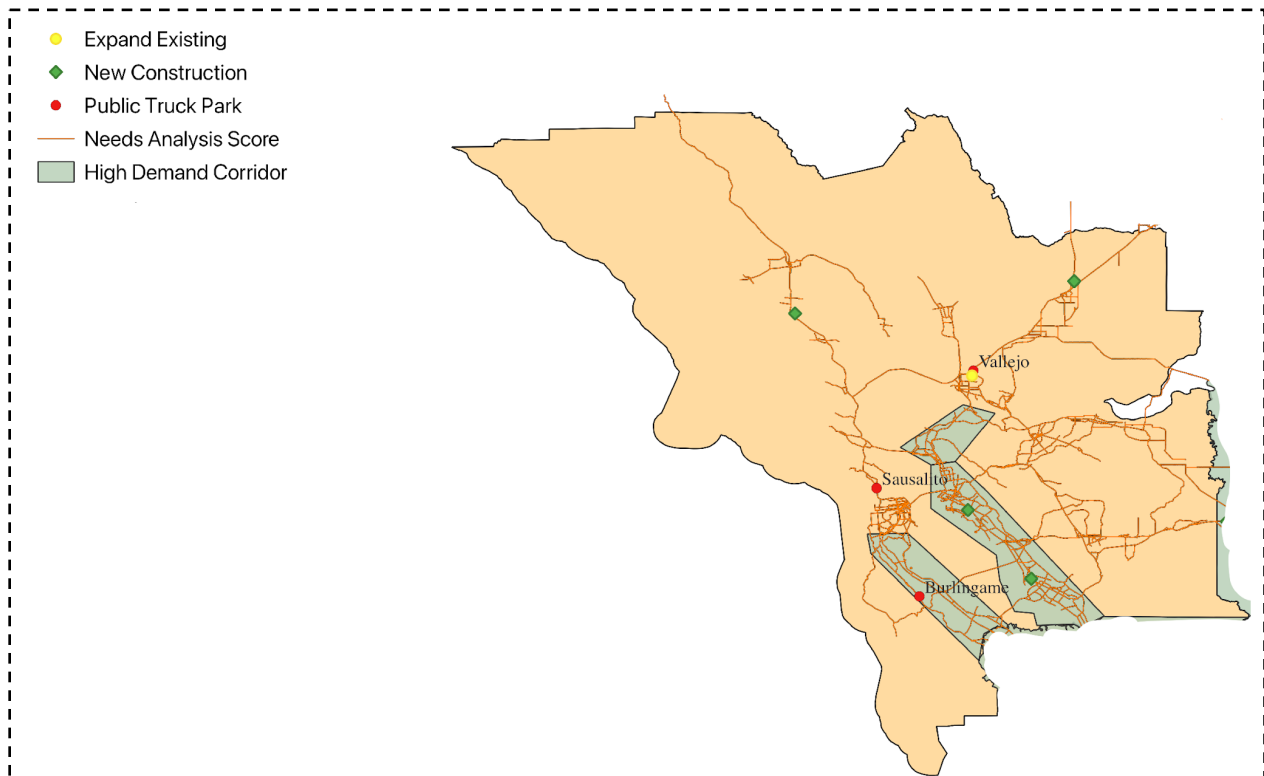 Expand Existing
New Construction
Public Truck Park
Needs Analysis Score
High Demand Corridor
Vallejo
Sausalito
Burlingame